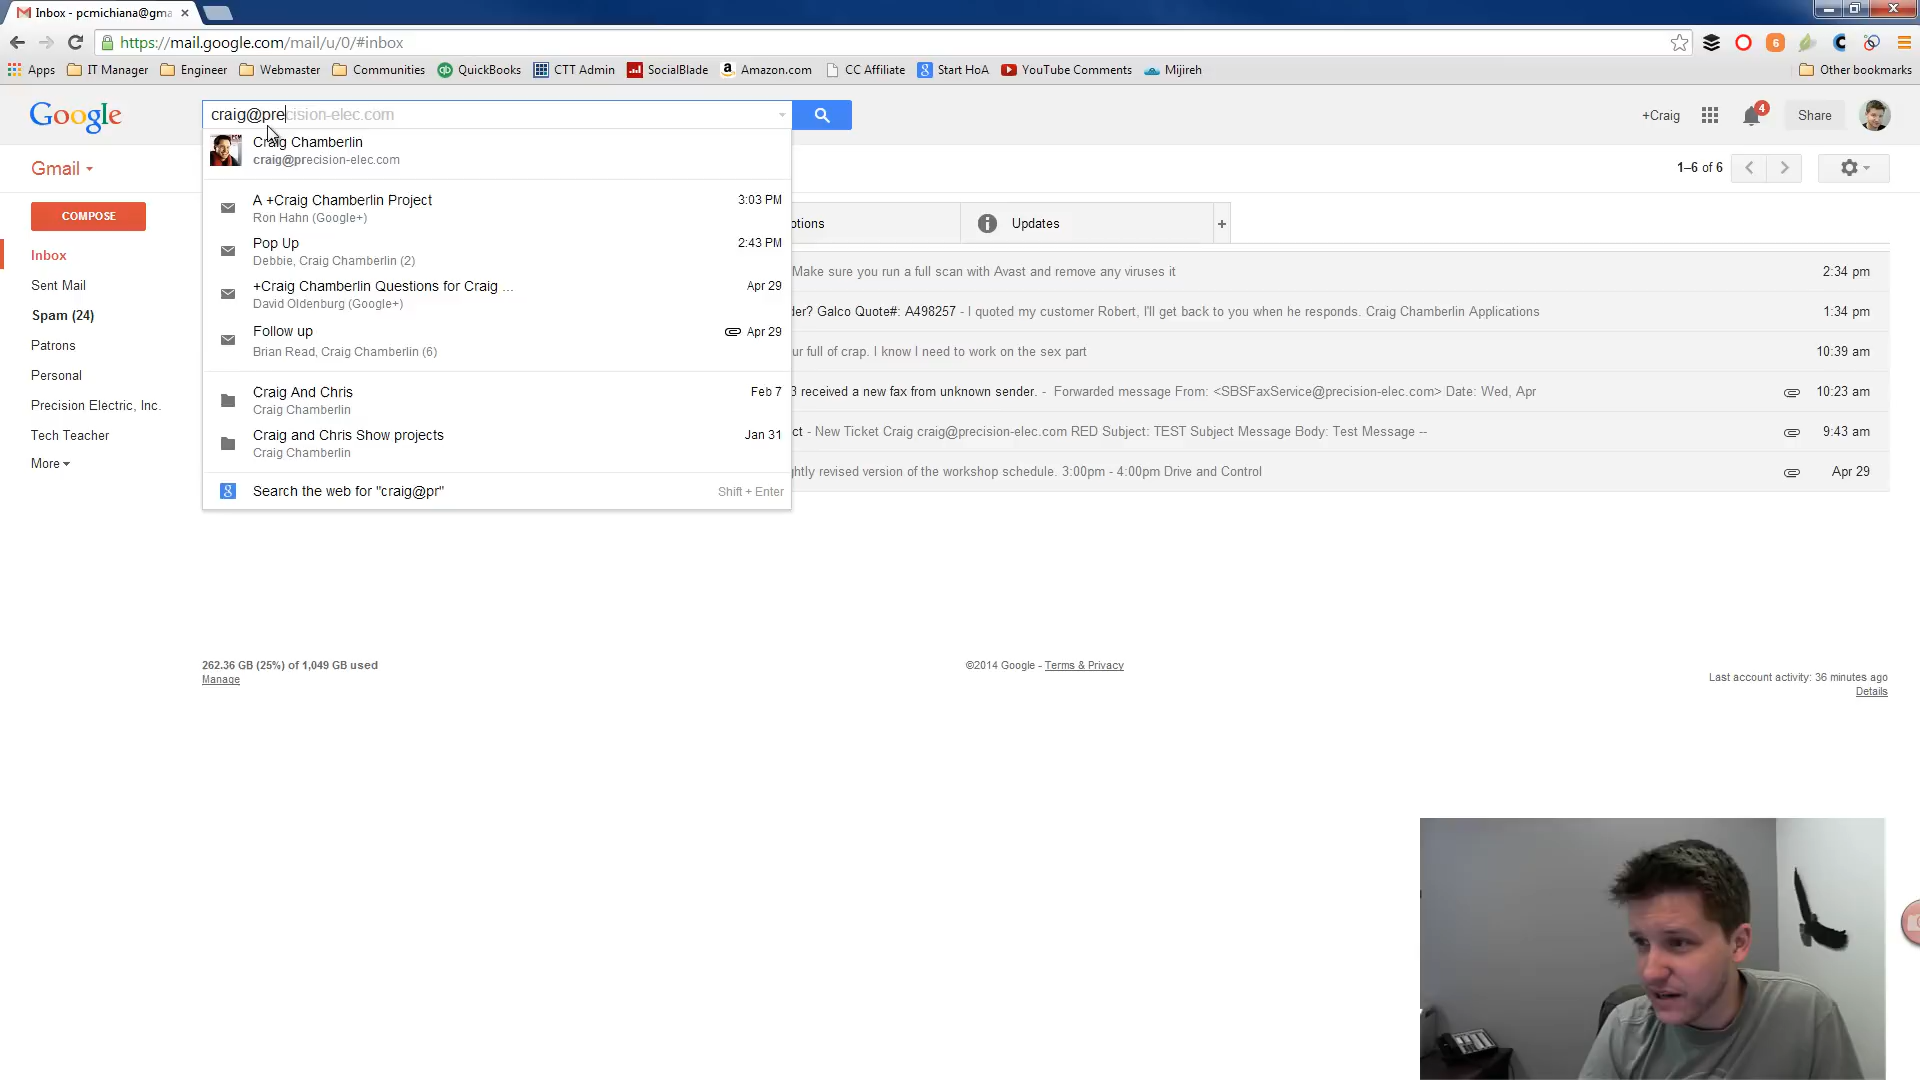 Inbox - pcmichiana@gma
https://mail.google.com/mail/u/0/#inbox
6
Apps IT Manager Engineer Webmaster Communities QuickBooks CTT Admin SocialBlade Amazon.com CC Affiliate Start HoA YouTube Comments Mijireh Other bookmarks
Google
craig@precision-elec.com
+Craig 4 Share
Craig Chamberlin
craig@precision-elec.com
Gmail
1–6 of 6
A +Craig Chamberlin Project 3:03 PM
Ron Hahn (Google+)
COMPOSE
otions Updates +
Pop Up 2:43 PM
Debbie, Craig Chamberlin (2)
Inbox
Make sure you run a full scan with Avast and remove any viruses it 2:34 pm
+Craig Chamberlin Questions for Craig ... Apr 29
David Oldenburg (Google+)
Sent Mail
der? Galco Quote#: A498257 - I quoted my customer Robert, I'll get back to you when he responds. Craig Chamberlin Applications 1:34 pm
Spam (24)
Follow up Apr 29
Brian Read, Craig Chamberlin (6)
Patrons
ur full of crap. I know I need to work on the sex part 10:39 am
Personal
Craig And Chris Feb 7
Craig Chamberlin
3 received a new fax from unknown sender. - Forwarded message From: <SBSFaxService@precision-elec.com> Date: Wed, Apr 10:23 am
Precision Electric, Inc.
Craig and Chris Show projects Jan 31
Craig Chamberlin
ct - New Ticket Craig craig@precision-elec.com RED Subject: TEST Subject Message Body: Test Message -- 9:43 am
Tech Teacher
More
ghtly revised version of the workshop schedule. 3:00pm - 4:00pm Drive and Control Apr 29
Search the web for "craig@pr" Shift + Enter
262.36 GB (25%) of 1,049 GB used
Manage
©2014 Google - Terms & Privacy
Last account activity: 36 minutes ago
Details